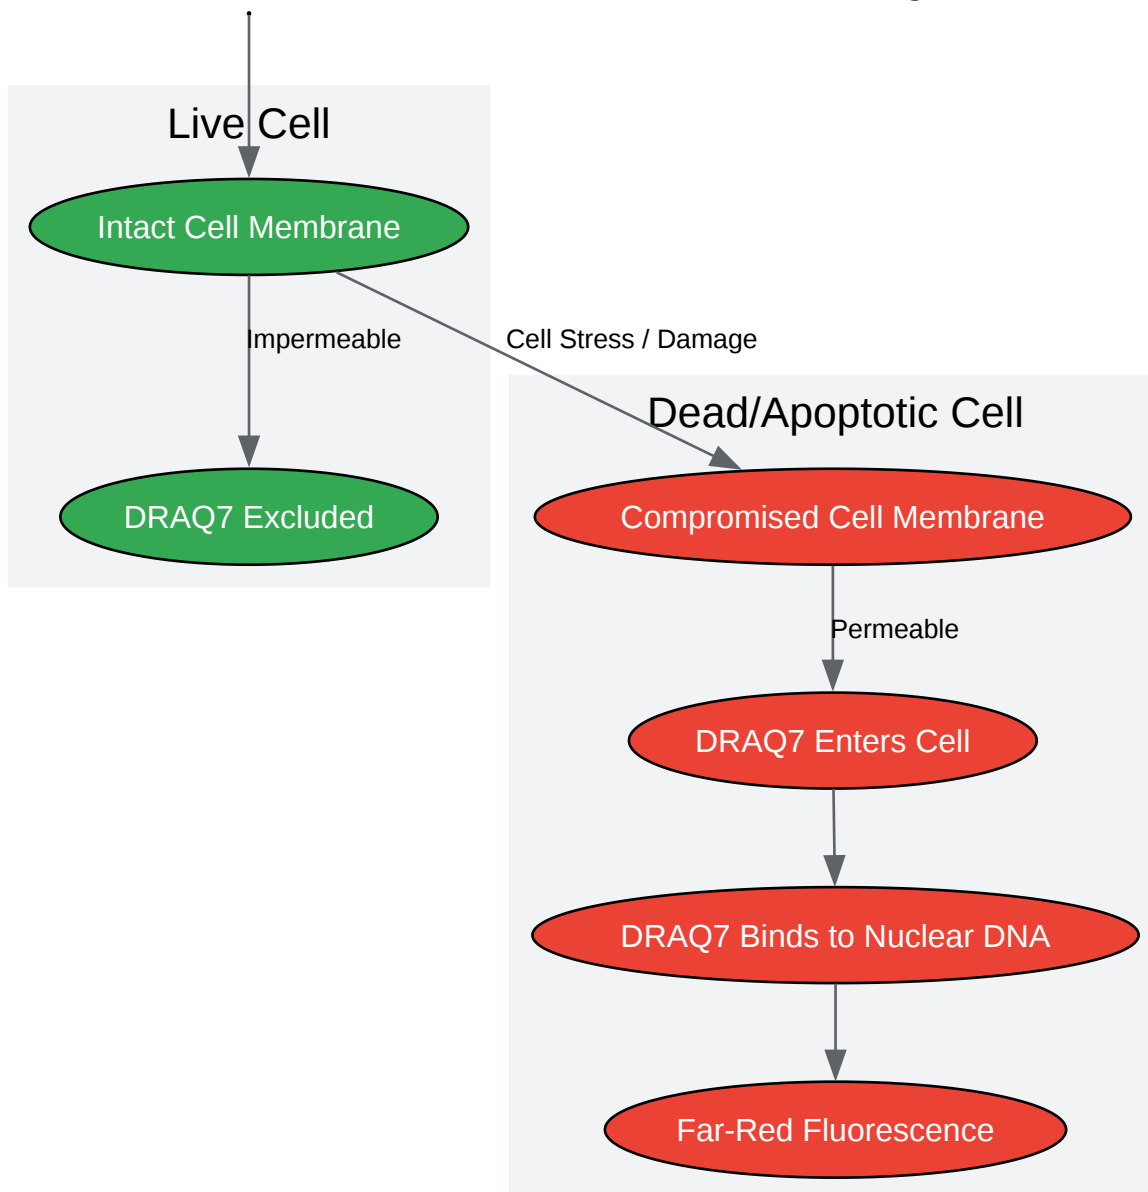 Live Cell
Intact Cell Membrane
Impermeable
Cell Stress / Damage
Dead/Apoptotic Cell
DRAQ7 Excluded
Compromised Cell Membrane
Permeable
DRAQ7 Enters Cell
DRAQ7 Binds to Nuclear DNA
Far-Red Fluorescence